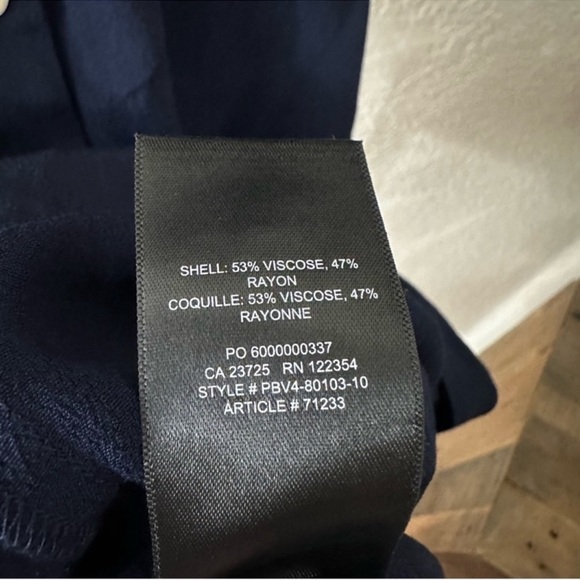 SHELL: 53% VISCOSE, 47%
RAYON
COQUILLE: 53% VISCOSE, 47%
RAYONNE
PO 6000000337
CA 23725 RN 122354
STYLE # PBV4-80103-10
ARTICLE # 71233